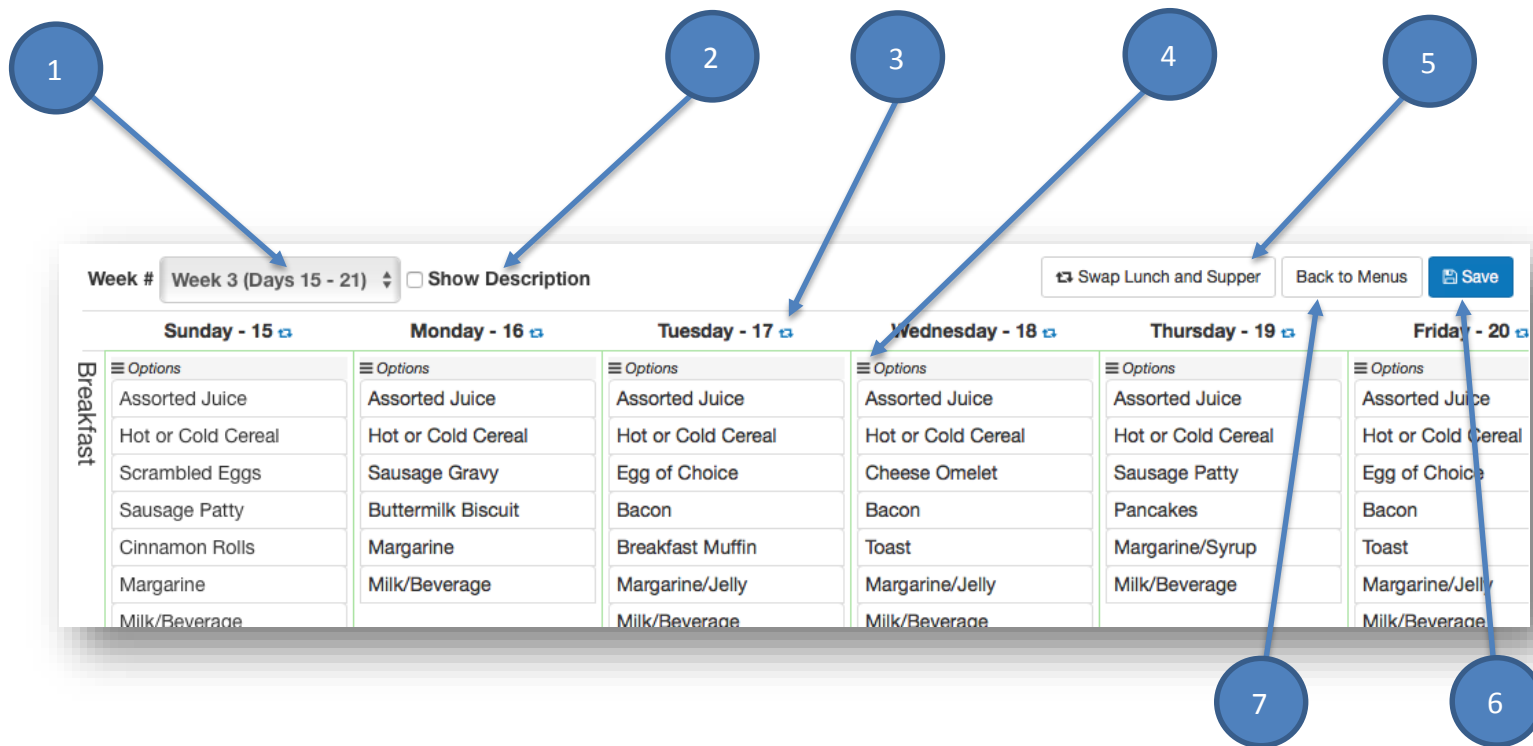 1
2
3
4
5
Week # Week 3 (Days 15 - 21) Show Description Swap Lunch and Supper Back to Menus Save
Sunday - 15 Monday - 16 Tuesday - 17 Wednesday - 18 Thursday - 19 Friday - 20
Breakfast
Options Options Options Options Options Options
Assorted Juice Assorted Juice Assorted Juice Assorted Juice Assorted Juice Assorted Juice
Hot or Cold Cereal Hot or Cold Cereal Hot or Cold Cereal Hot or Cold Cereal Hot or Cold Cereal Hot or Cold Cereal
Scrambled Eggs Sausage Gravy Egg of Choice Cheese Omelet Sausage Patty Egg of Choice
Sausage Patty Buttermilk Biscuit Bacon Bacon Pancakes Bacon
Cinnamon Rolls Margarine Breakfast Muffin Toast Margarine/Syrup Toast
Margarine Milk/Beverage Margarine/Jelly Margarine/Jelly Milk/Beverage Margarine/Jelly
Milk/Beverage Milk/Beverage Milk/Beverage Milk/Beverage
7
6